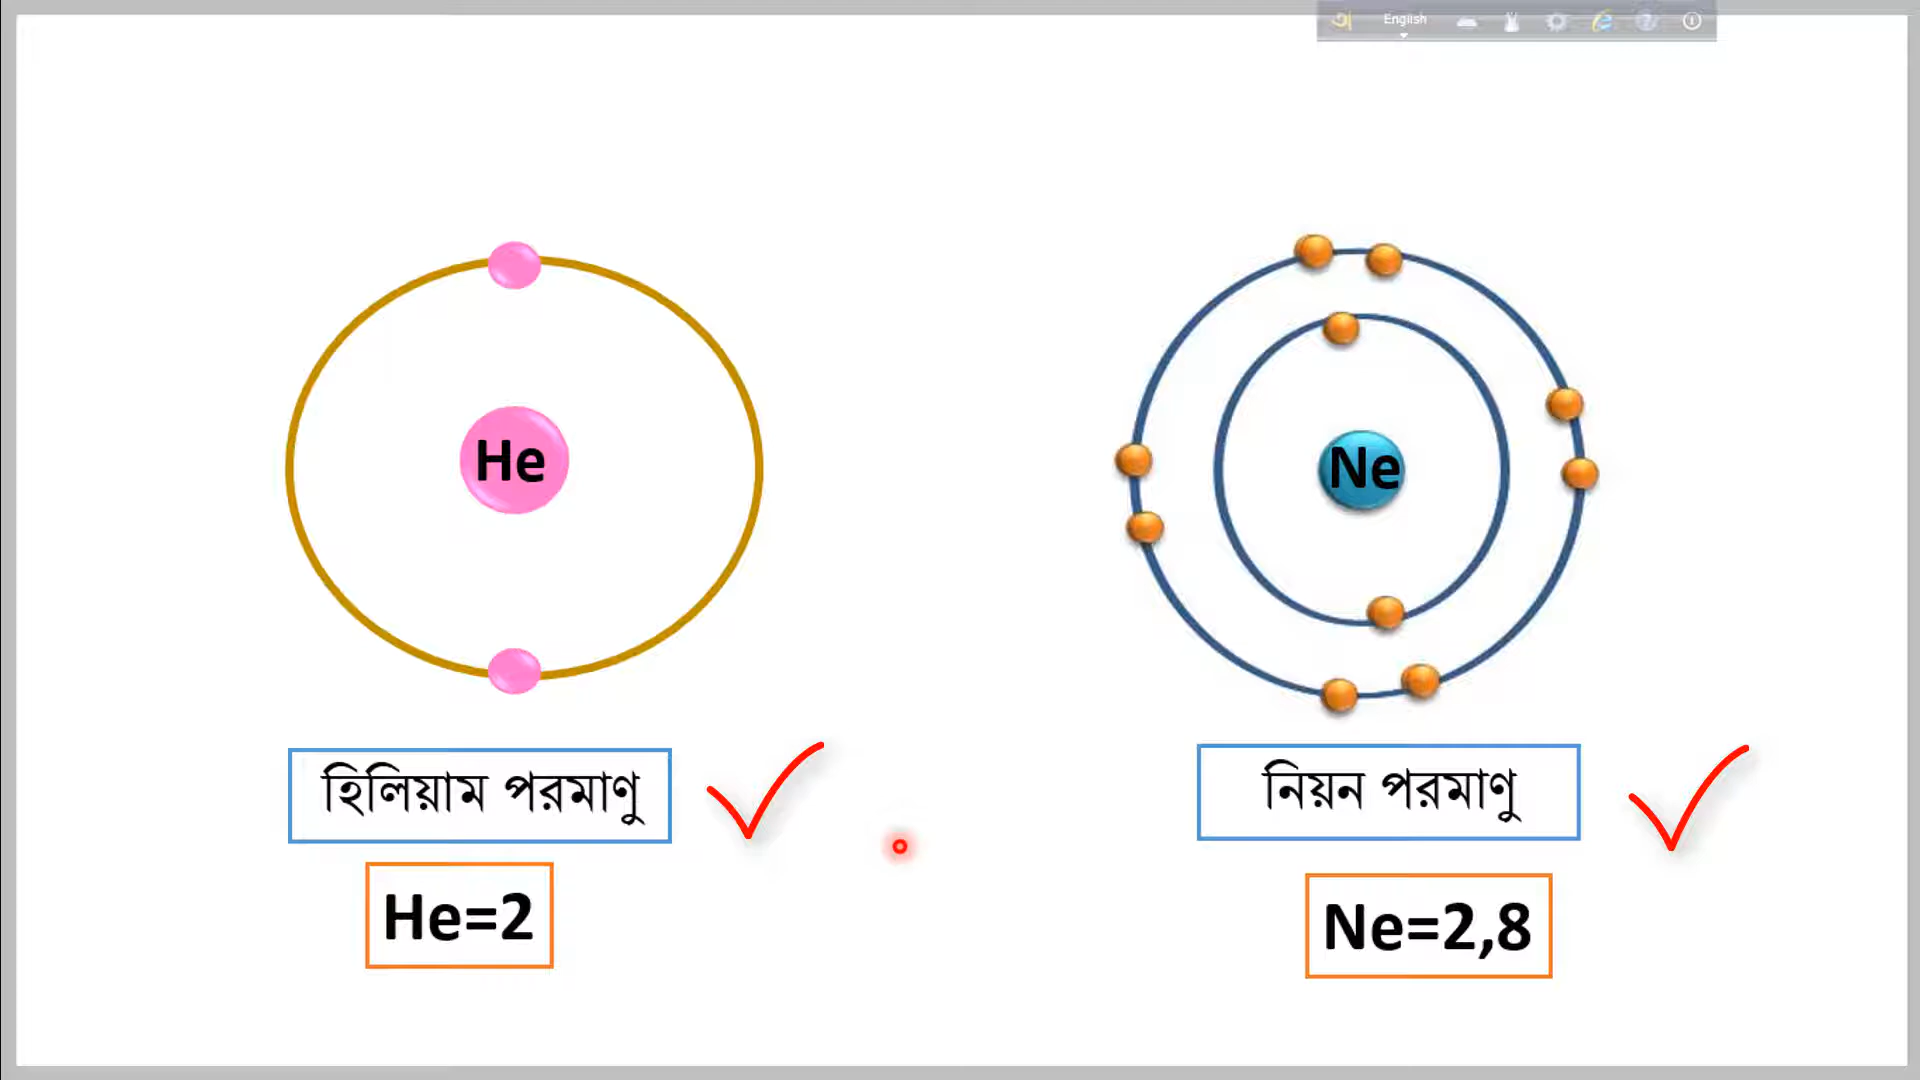 অ English
He
Ne
হিলিয়াম পরমাণু
নিয়ন পরমাণু
He=2
Ne=2,8